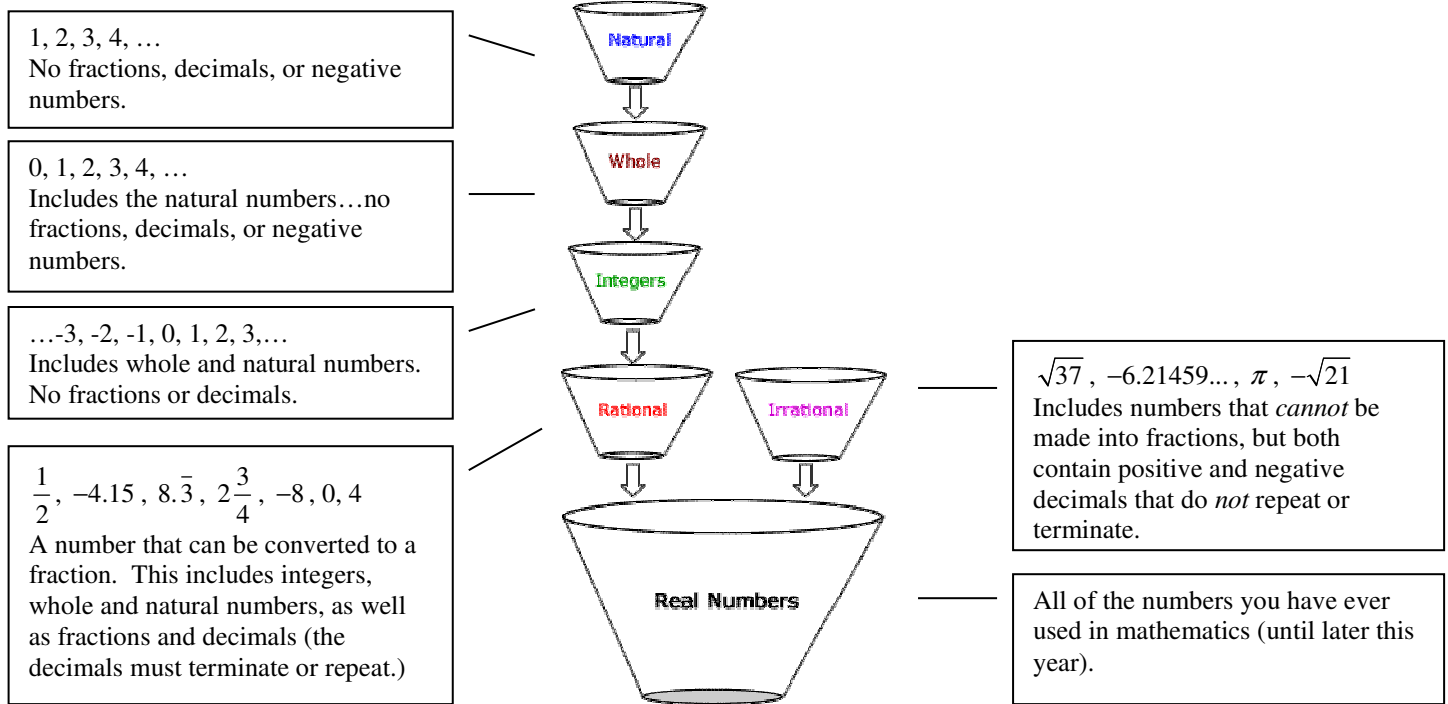 1, 2, 3, 4, …
No fractions, decimals, or negative
numbers.
Natural
0, 1, 2, 3, 4, …
Includes the natural numbers…no
fractions, decimals, or negative
numbers.
Whole
…-3, -2, -1, 0, 1, 2, 3,…
Includes whole and natural numbers.
No fractions or decimals.
Integers
1/2, −4.15 , 8.3̅ , 2 3/4 , −8 , 0, 4
A number that can be converted to a
fraction. This includes integers,
whole and natural numbers, as well
as fractions and decimals (the
decimals must terminate or repeat.)
Rational
Irrational
√37 , −6.21459... , π , −√21
Includes numbers that cannot be
made into fractions, but both
contain positive and negative
decimals that do not repeat or
terminate.
Real Numbers
All of the numbers you have ever
used in mathematics (until later this
year).